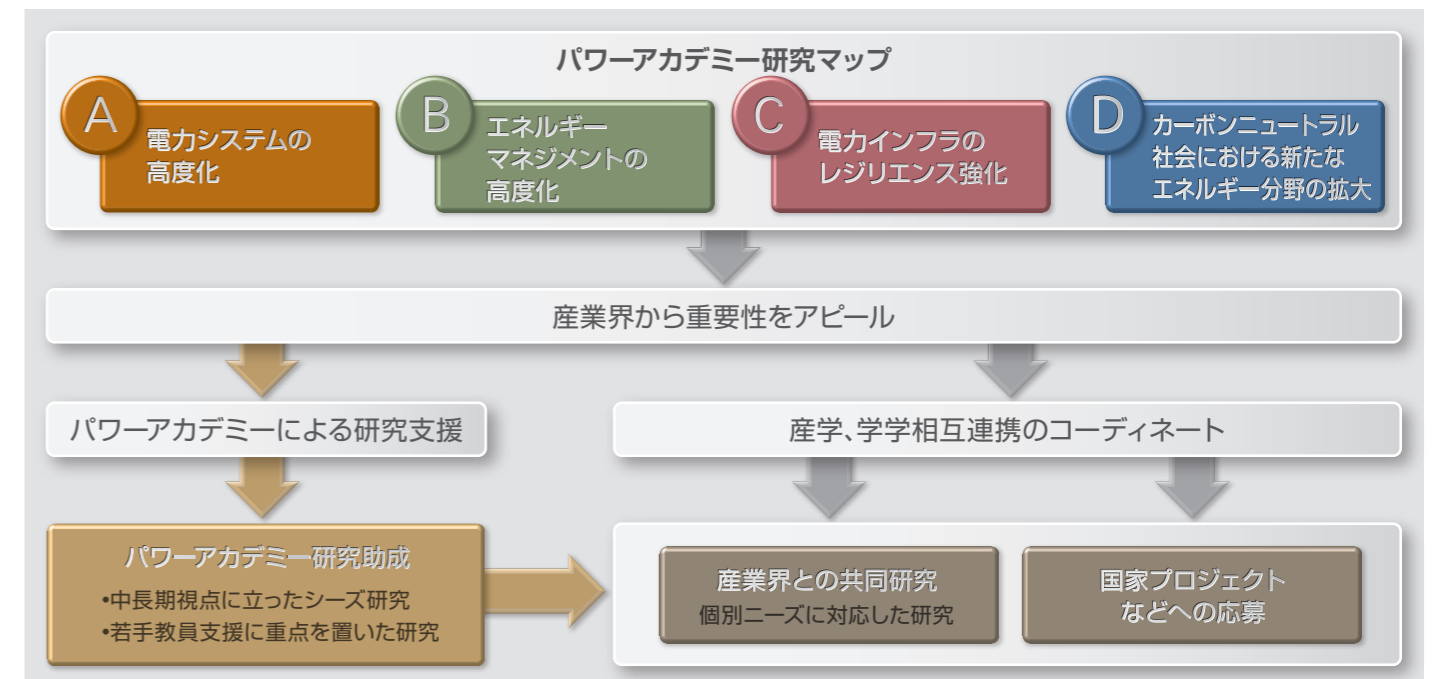 パワーアカデミー研究マップ
A
電力システムの
高度化
B
エネルギー
マネジメントの
高度化
C
電力インフラの
レジリエンス強化
D
カーボンニュートラル
社会における新たな
エネルギー分野の拡大
産業界から重要性をアピール
パワーアカデミーによる研究支援
産学、学学相互連携のコーディネート
パワーアカデミー研究助成
•中長期視点に立ったシーズ研究
•若手教員支援に重点を置いた研究
産業界との共同研究
個別ニーズに対応した研究
国家プロジェクト
などへの応募